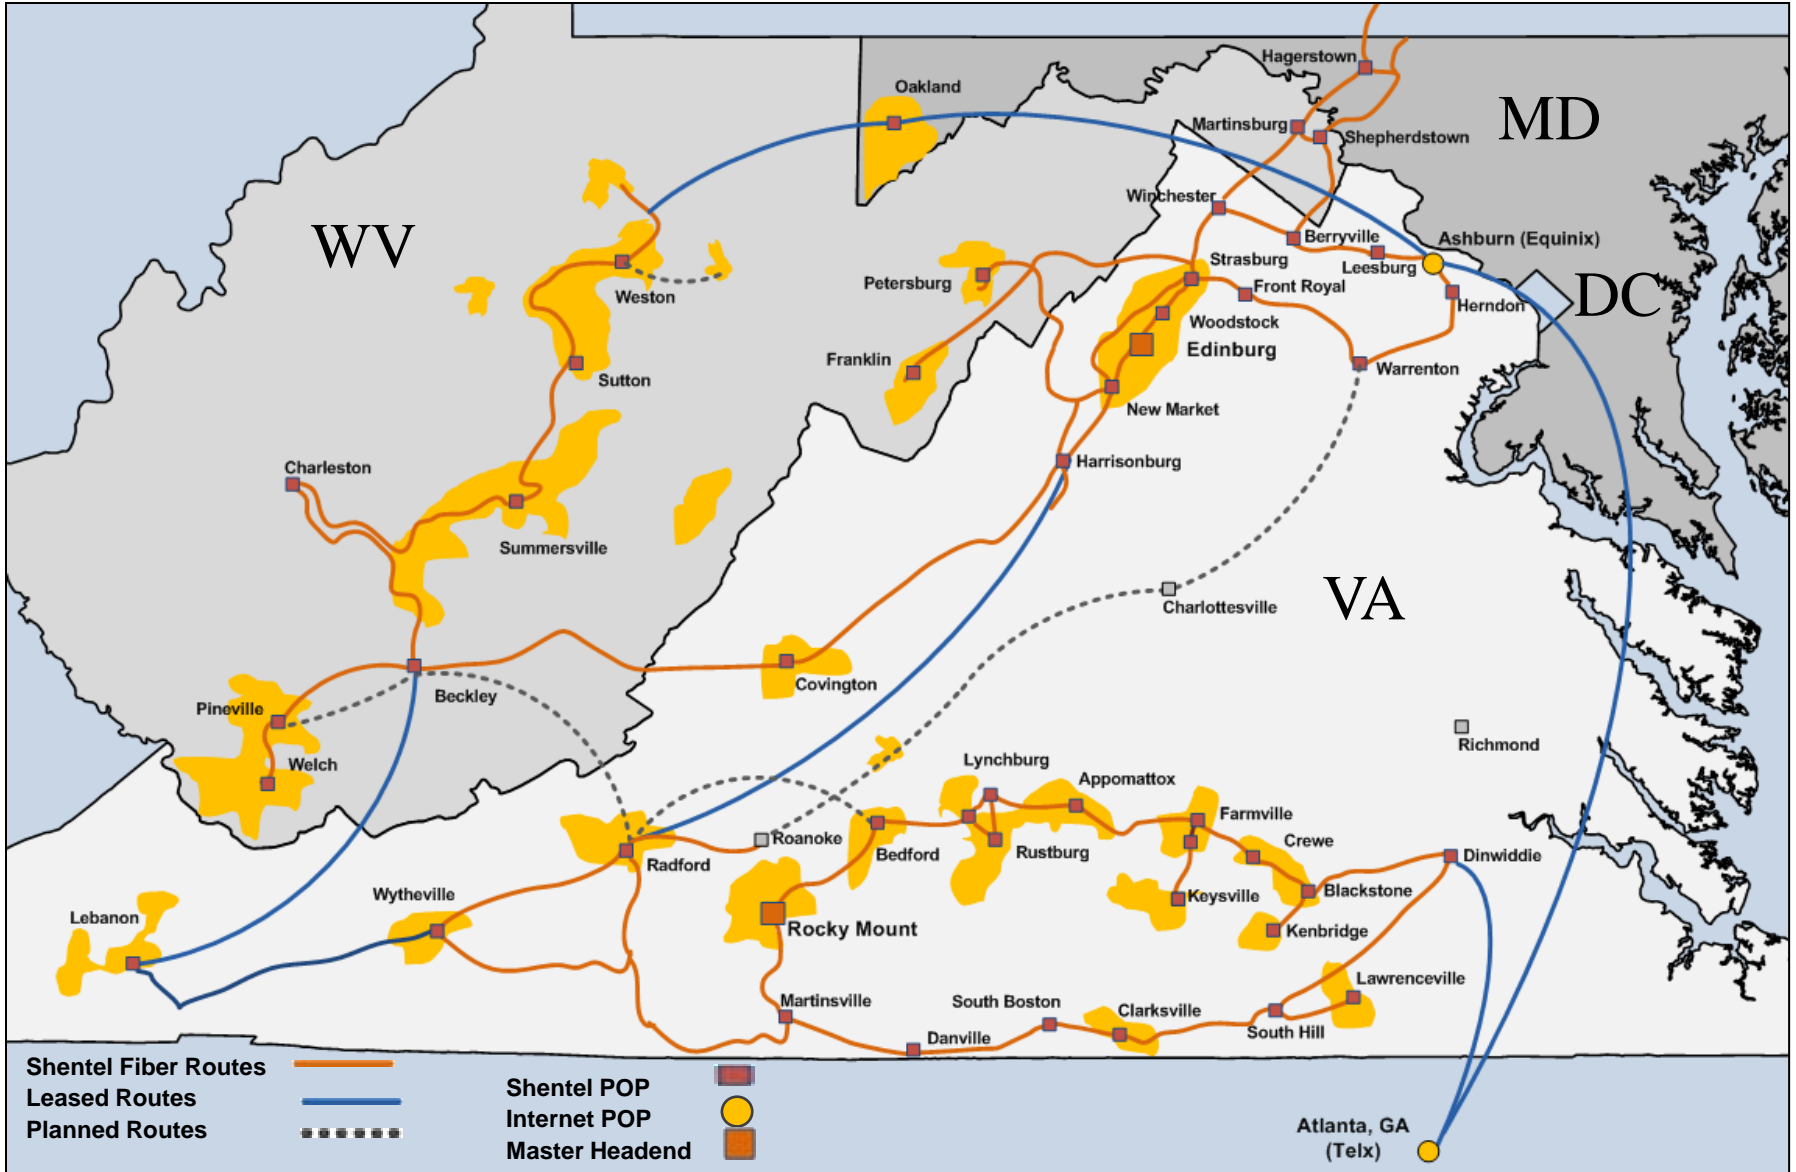 Hagerstown
Oakland
MD
Martinsburg
Shepherdstown
Winchester
WV
Berryville
Ashburn (Equinix)
Strasburg
Leesburg
Petersburg
Front Royal
DC
Weston
Herndon
Woodstock
Edinburg
Franklin
Warrenton
Sutton
New Market
Charleston
Harrisonburg
Summersville
VA
Charlottesville
Covington
Beckley
Pineville
Richmond
Welch
Lynchburg
Appomattox
Farmville
Roanoke
Crewe
Bedford
Rustburg
Dinwiddie
Radford
Wytheville
Blackstone
Keysville
Lebanon
Rocky Mount
Kenbridge
Lawrenceville
Martinsville
South Boston
Clarksville
South Hill
Danville
Shentel Fiber Routes
Leased Routes
Planned Routes
Shentel POP
Internet POP
Master Headend
Atlanta, GA
(Telx)